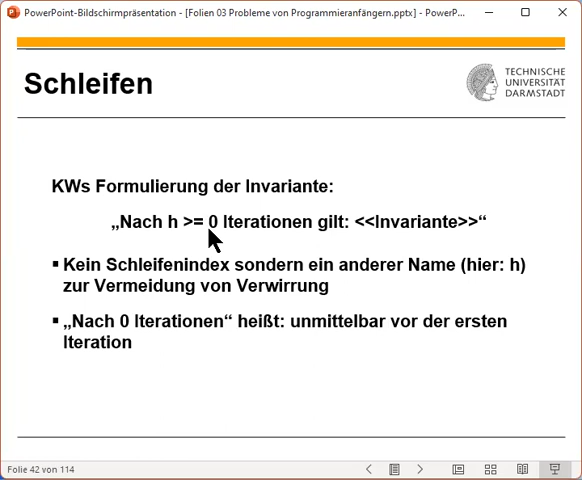 PowerPoint-Bildschirmpräsentation - [Folien 03 Probleme von Programmieranfängern.pptx] - PowerP...
Schleifen
TECHNISCHE
UNIVERSITÄT
DARMSTADT
KWs Formulierung der Invariante:
„Nach h >= 0 Iterationen gilt: <<Invariante>>“
▪ Kein Schleifenindex sondern ein anderer Name (hier: h)
zur Vermeidung von Verwirrung
▪ „Nach 0 Iterationen“ heißt: unmittelbar vor der ersten
Iteration
Folie 42 von 114